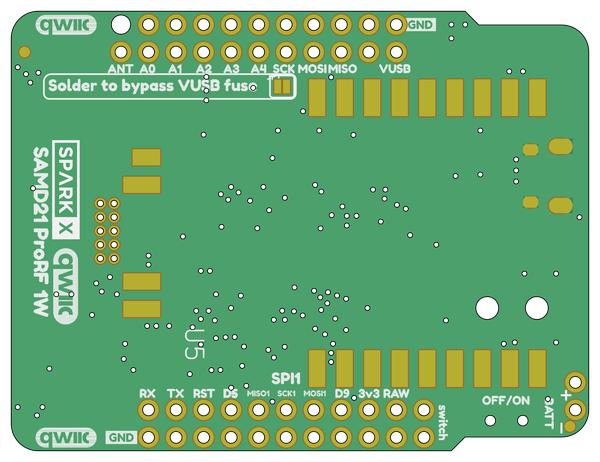 qwiic
GND
ANT A0 A1 A2 A3 A4 SCK MOSI MISO VUSB
Solder to bypass VUSB fuse
SPARK X
SAMD21 ProRF 1W
qwiic
U5
SPI1
RX TX RST D5 MISO1 SCK1 MOSI1 D9 3v3 RAW
switch
OFF/ON
+
BATT
-
qwiic
GND